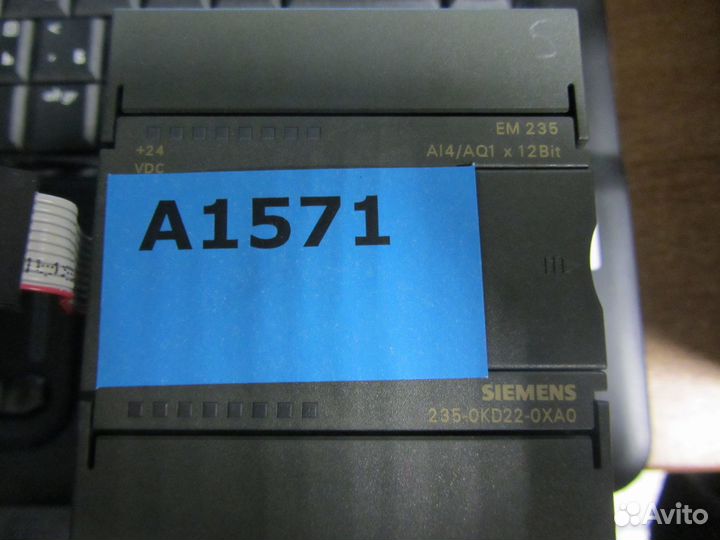 EM 235
+24
AI4/AQ1 x 12Bit
VDC
A1571
SIEMENS
235-0KD22-0XA0
Avito